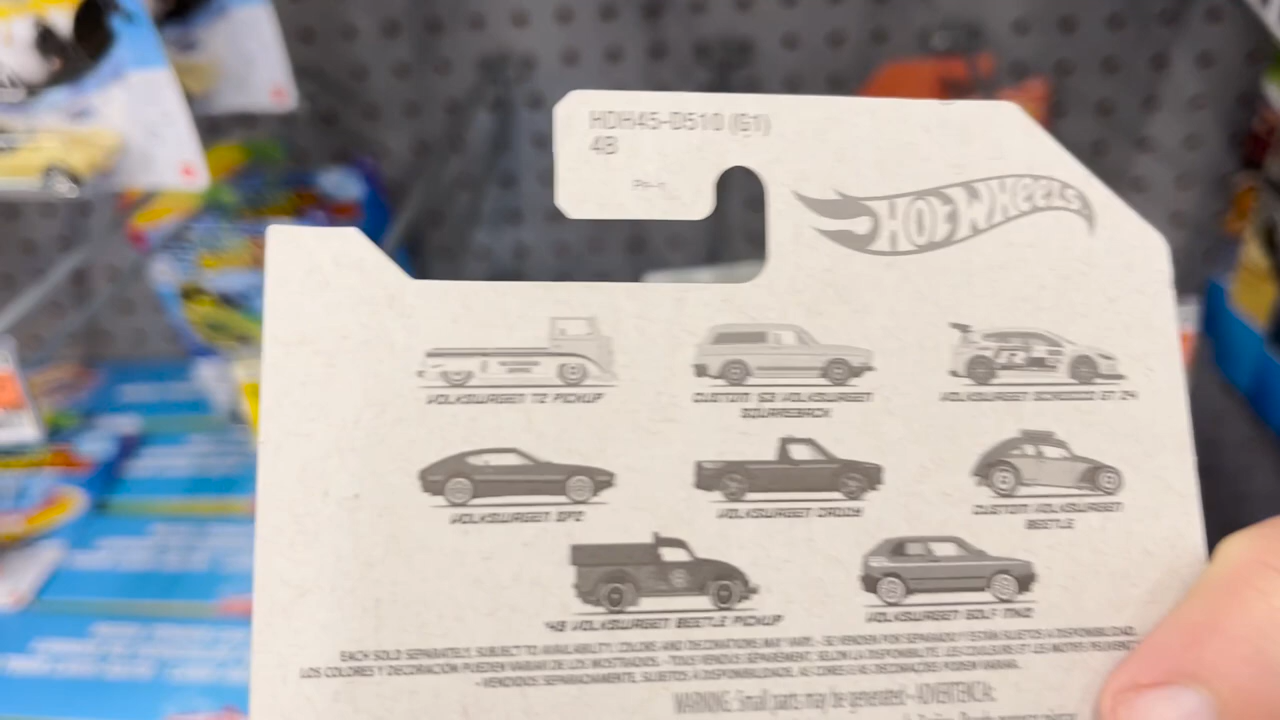 HDH45-D510 (G1)
4B
HOT WHEELS
VOLKSWAGEN T2 PICKUP
CUSTOM 69 VOLKSWAGEN
SQUAREBACK
VOLKSWAGEN SCIROCCO GT 24
VOLKSWAGEN SP2
VOLKSWAGEN CADDY
CUSTOM VOLKSWAGEN
BEETLE
'49 VOLKSWAGEN BEETLE PICKUP
VOLKSWAGEN GOLF MK2
EACH SOLD SEPARATELY, SUBJECT TO AVAILABILITY. COLORS AND DECORATIONS MAY VARY. - SE VENDEN POR SEPARADO Y ESTÁN SUJETOS A DISPONIBILIDAD.
LOS COLORES Y DECORACIÓN PUEDEN VARIAR DE LOS MOSTRADOS. - TOUS VENDUS SÉPARÉMENT, SELON LA DISPONIBILITÉ. LES COULEURS ET LES MOTIFS PEUVENT
- VENDIDOS SEPARADAMENTE, SUJEITOS A DISPONIBILIDADE. AS CORES E AS DECORAÇÕES PODEM VARIAR.
WARNING: Small parts may be generated. - ADVERTENCIA: